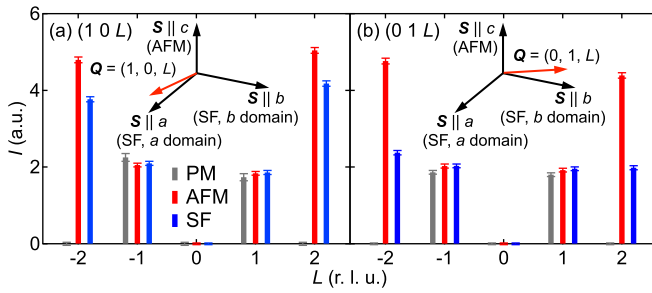 (a) (1 0 L)
S || c
(AFM)
Q = (1, 0, L)
S || a
(SF, a domain)
S || b
(SF, b domain)
PM
AFM
SF
(b) (0 1 L)
S || c
(AFM)
Q = (0, 1, L)
S || a
(SF, a domain)
S || b
(SF, b domain)
I (a.u.)
6
4
2
0
-2 -1 0 1 2
-2 -1 0 1 2
L (r. l. u.)